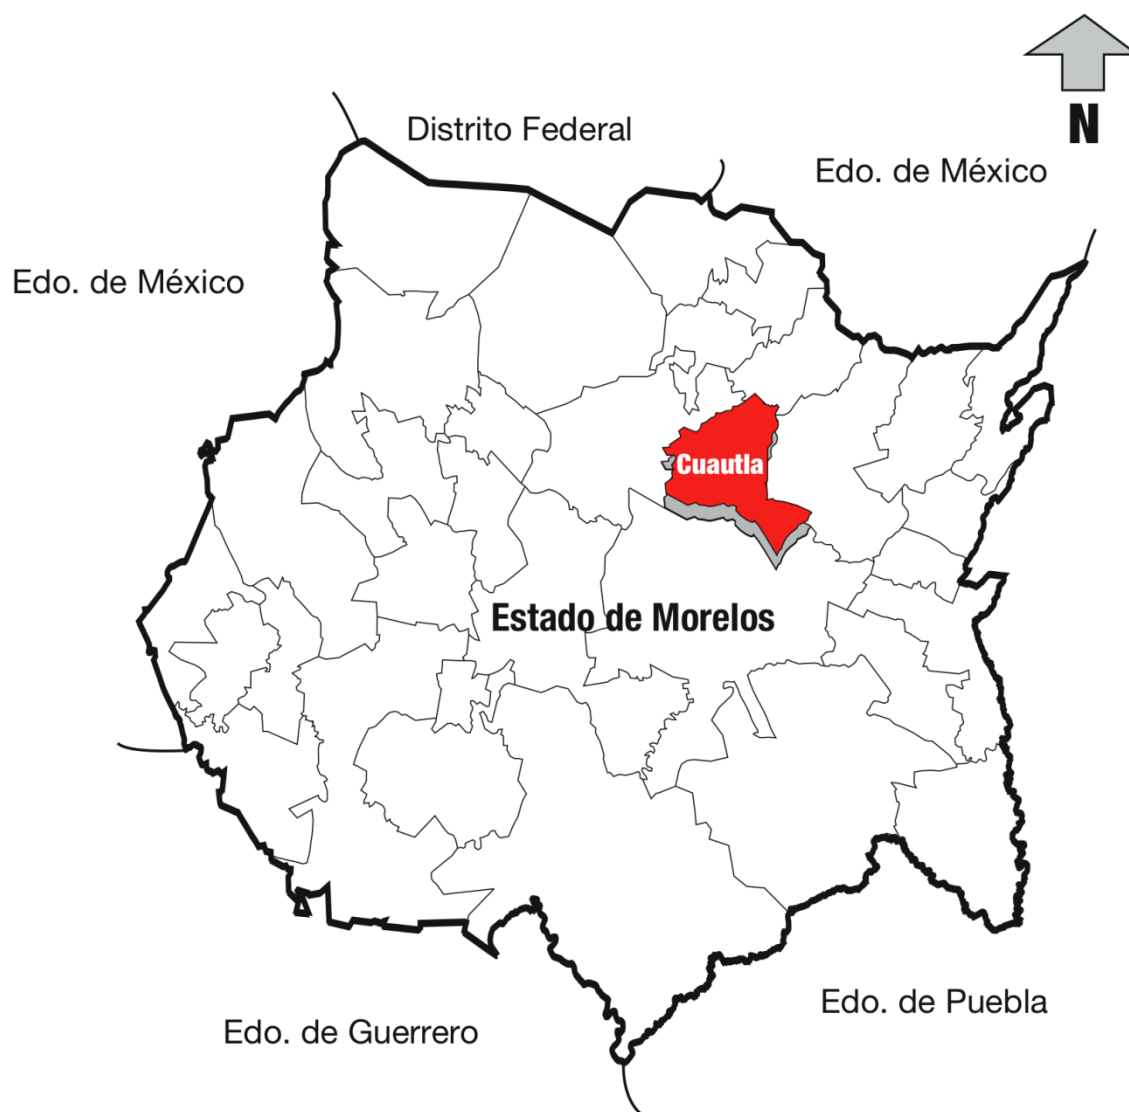 N
Distrito Federal
Edo. de México
Edo. de México
Cuautla
Estado de Morelos
Edo. de Puebla
Edo. de Guerrero